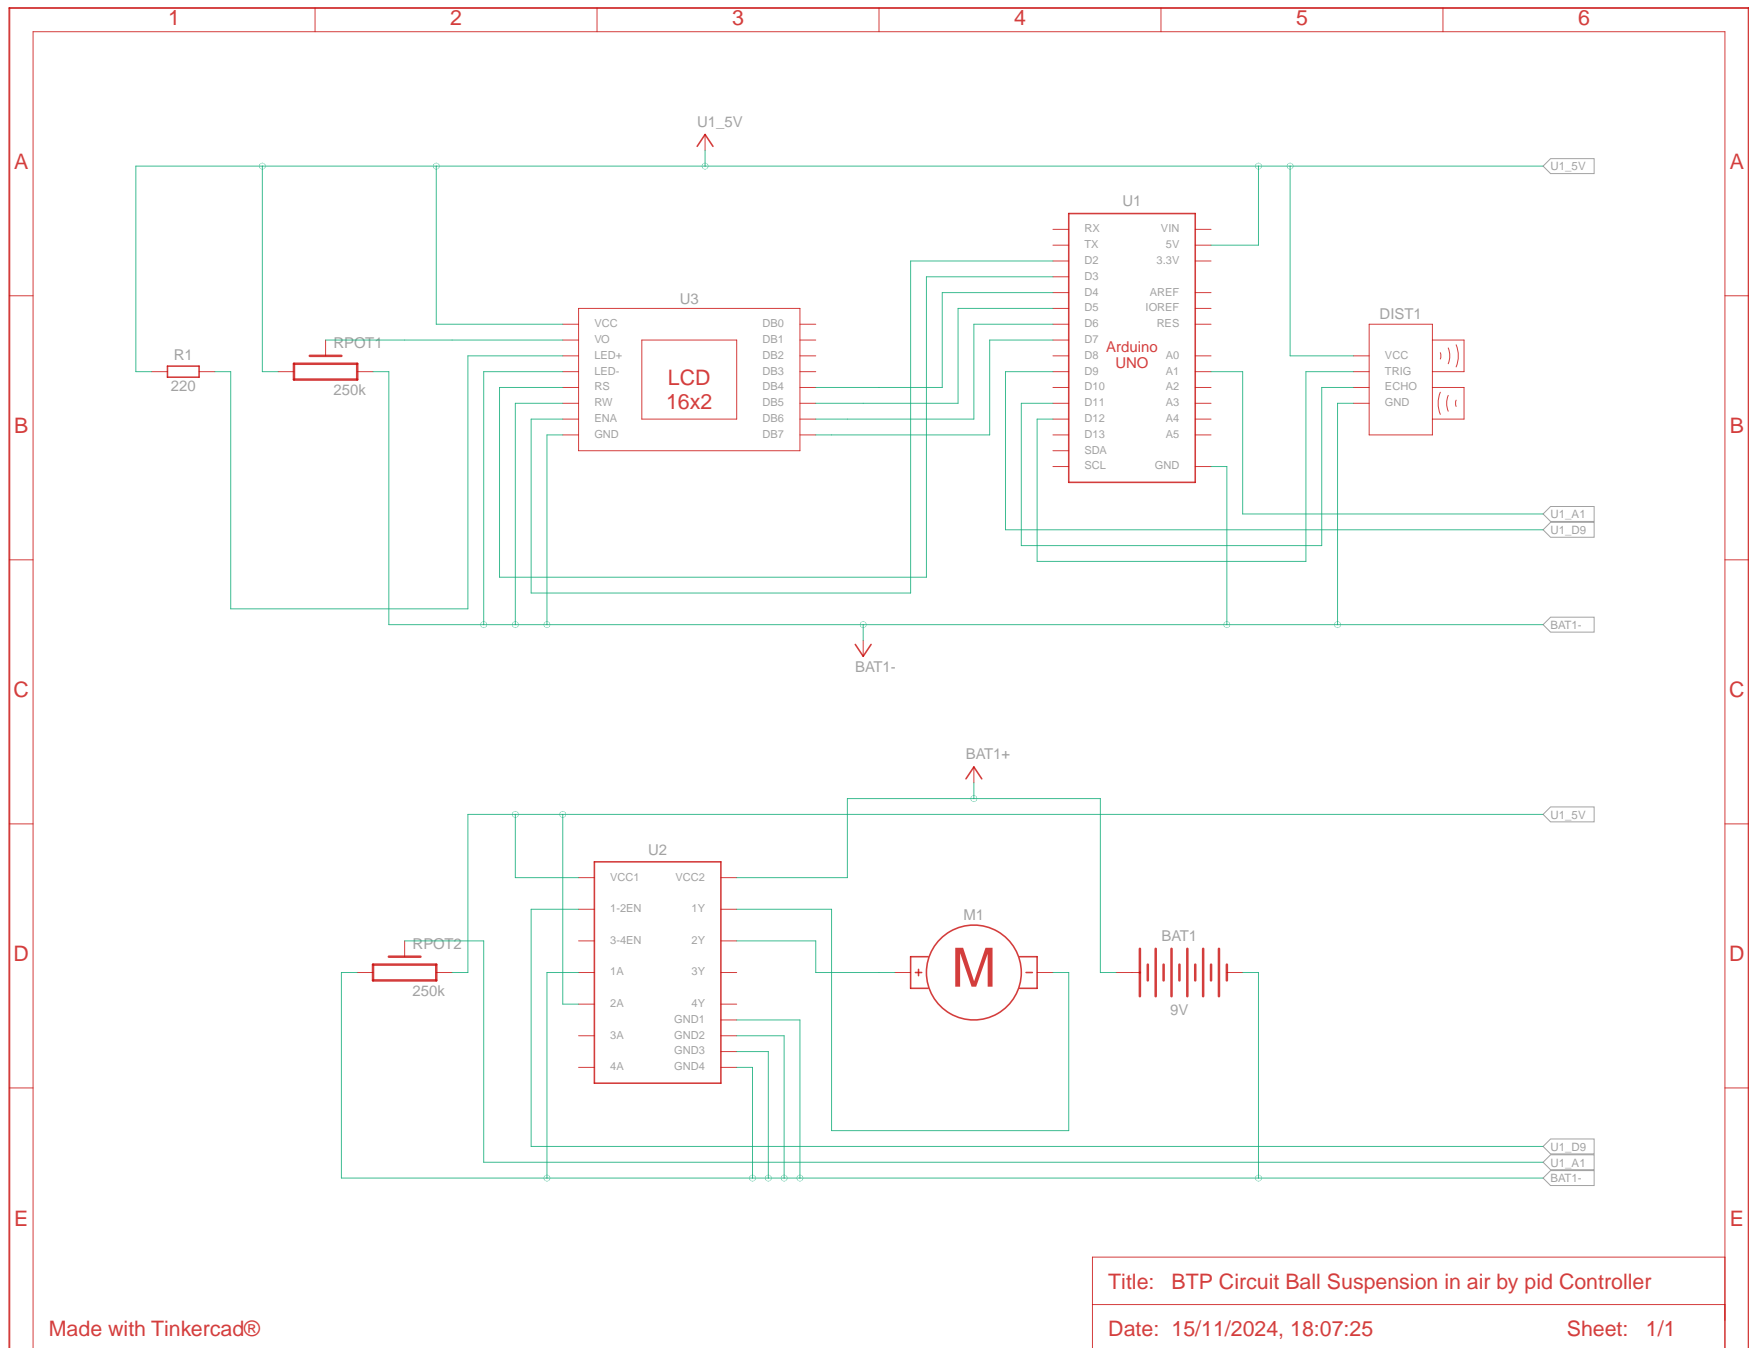 1 2 3 4 5 6
U1_5V
A U1_5V A
U1
RX VIN
TX 5V
D2 3.3V
D3
D4 AREF
D5 IOREF
D6 RES
D7
Arduino
UNO
D8 A0
D9 A1
D10 A2
D11 A3
D12 A4
D13 A5
SDA
SCL GND
U3
VCC DB0
VO DB1
LED+ DB2
LED- DB3
RS DB4
RW DB5
ENA DB6
GND DB7
LCD
16x2
DIST1
VCC
TRIG
ECHO
GND
R1
220
RPOT1
250k
B B
U1_A1
U1_D9
BAT1-
BAT1-
C C
BAT1+
U1_5V
U2
VCC1 VCC2
1-2EN 1Y
3-4EN 2Y
1A 3Y
2A 4Y
GND1
3A GND2
GND3
4A GND4
RPOT2
250k
M1
+ M -
BAT1
9V
D D
U1_D9
U1_A1
BAT1-
E E
Title: BTP Circuit Ball Suspension in air by pid Controller
Made with Tinkercad®
Date: 15/11/2024, 18:07:25 Sheet: 1/1